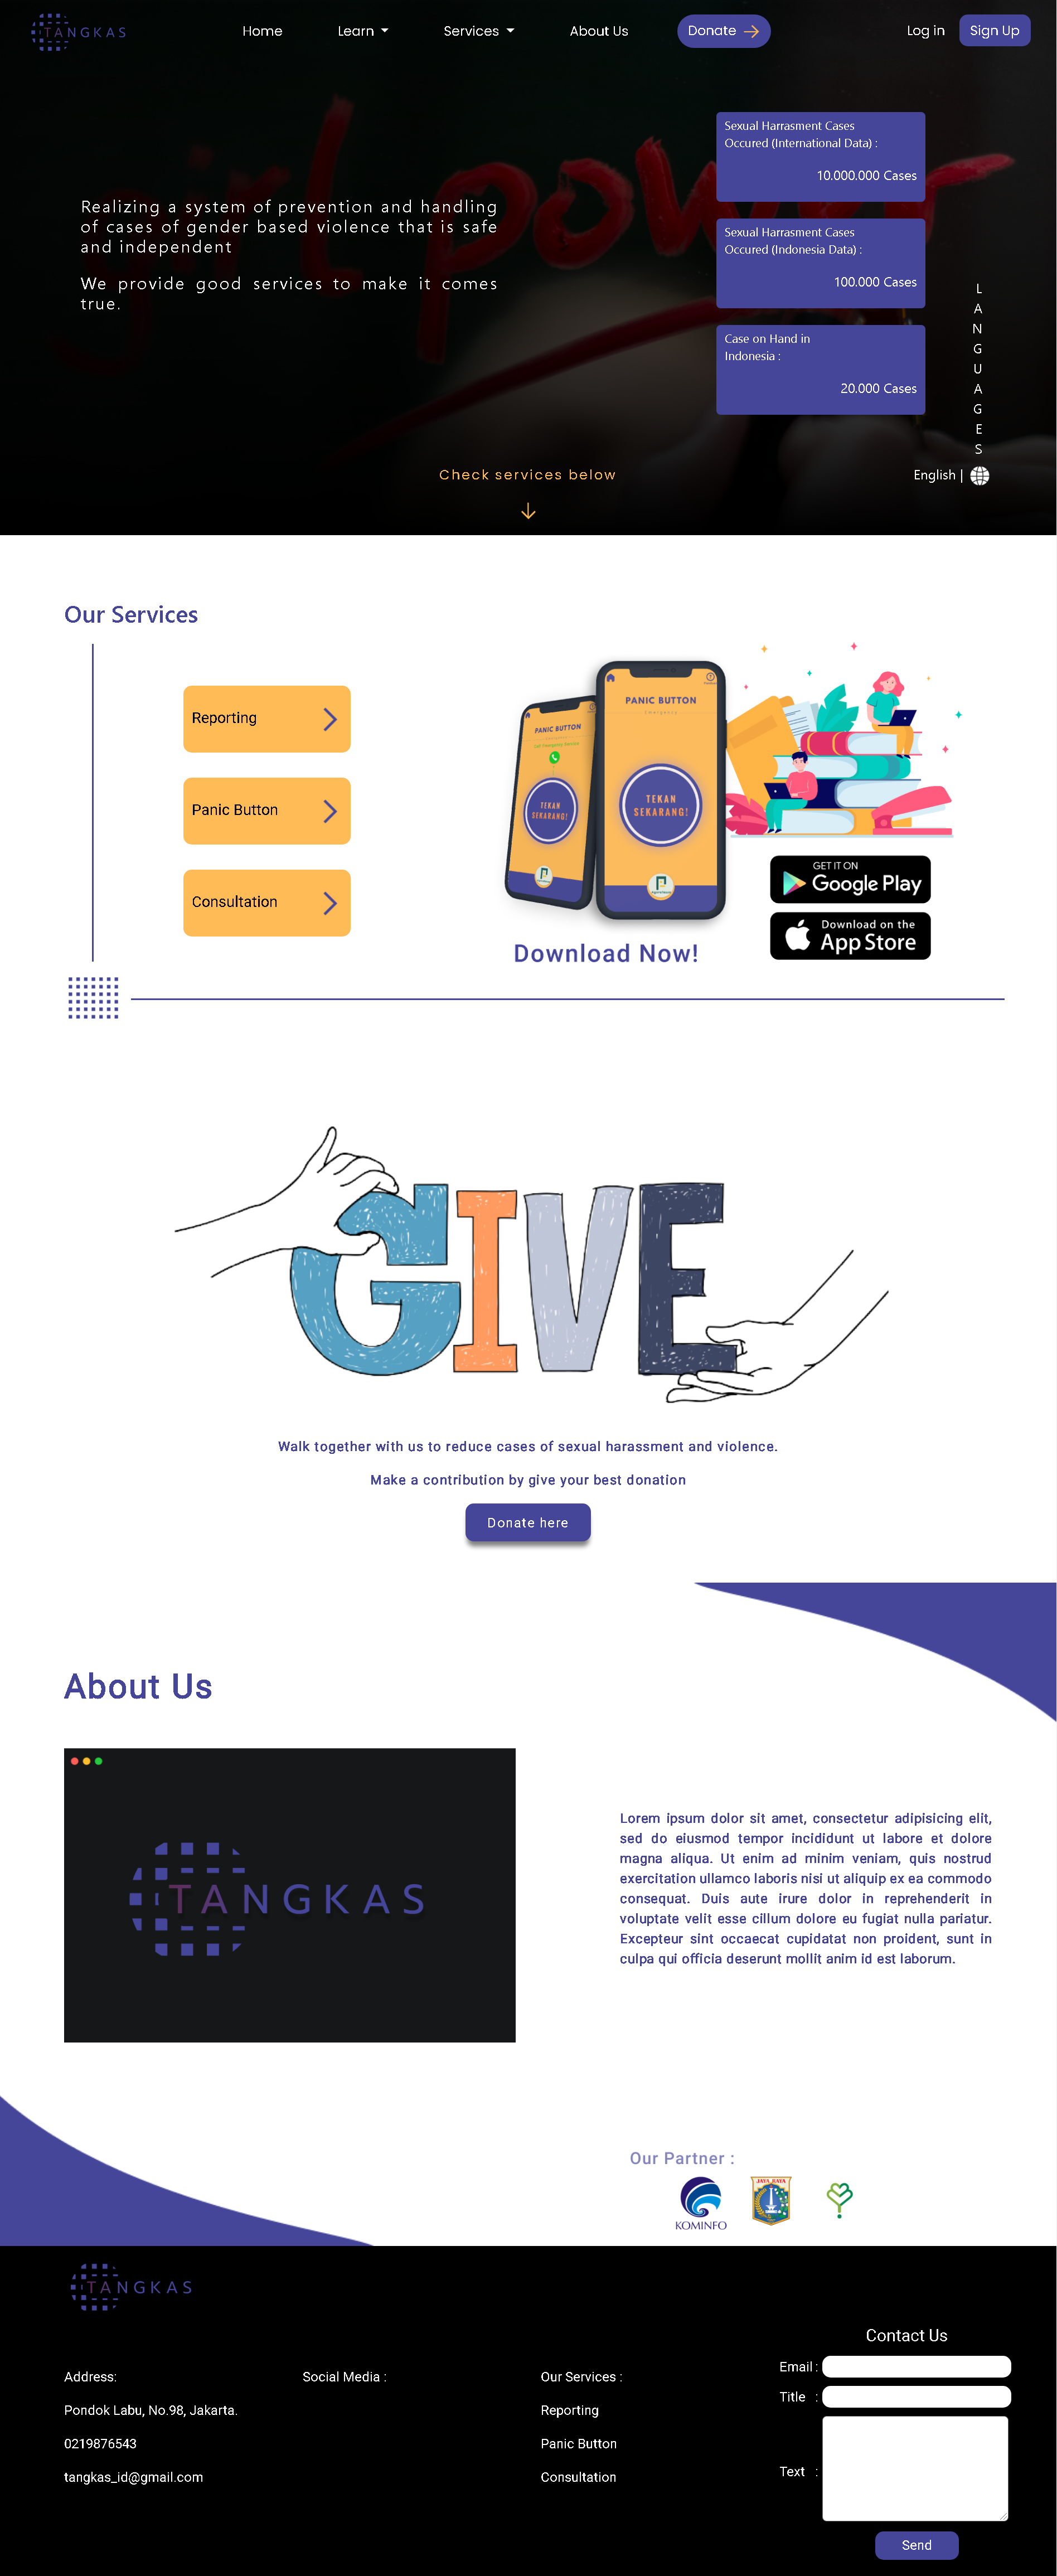 TANGKAS
Home
Learn
Services
About Us
Donate
Log in
Sign Up
girl power
Realizing a system of prevention and handling
of cases of gender based violence that is safe
and independent
We provide good services to make it comes
true.
Sexual Harrasment Cases
Occured (International Data) :
10.000.000 Cases
Sexual Harrasment Cases
Occured (Indonesia Data) :
100.000 Cases
Case on Hand in
Indonesia :
20.000 Cases
LANGUAGES
English |
Check services below
Our Services
Reporting
Panic Button
Consultation
PANIC BUTTON
TEKAN
SEKARANG!
PANIC BUTTON
Emergency
TEKAN
SEKARANG!
GET IT ON
Google Play
Download on the
App Store
Download Now!
GIVE
Walk together with us to reduce cases of sexual harassment and violence.
Make a contribution by give your best donation
Donate here
About Us
TANGKAS
Lorem ipsum dolor sit amet, consectetur adipisicing elit,
sed do eiusmod tempor incididunt ut labore et dolore
magna aliqua. Ut enim ad minim veniam, quis nostrud
exercitation ullamco laboris nisi ut aliquip ex ea commodo
consequat. Duis aute irure dolor in reprehenderit in
voluptate velit esse cillum dolore eu fugiat nulla pariatur.
Excepteur sint occaecat cupidatat non proident, sunt in
culpa qui officia deserunt mollit anim id est laborum.
Our Partner :
KOMINFO
JAYA RAYA
TANGKAS
Address:
Pondok Labu, No.98, Jakarta.
0219876543
tangkas_id@gmail.com
Social Media :
Our Services :
Reporting
Panic Button
Consultation
Contact Us
Email :
Title :
Text :
Send